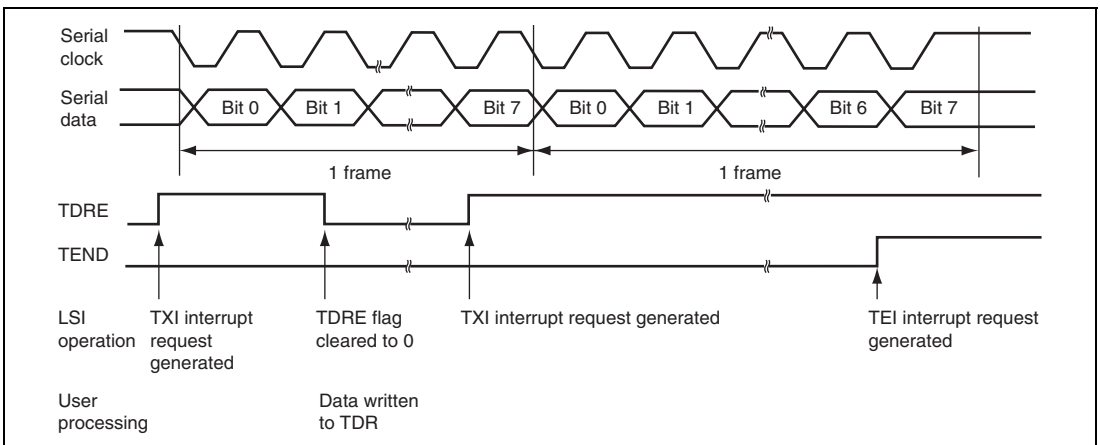 Serial
clock
Serial
data
Bit 0 Bit 1 Bit 7 Bit 0 Bit 1 Bit 6 Bit 7
1 frame 1 frame
TDRE
TEND
LSI
operation
TXI interrupt
request
generated
TDRE flag
cleared to 0
TXI interrupt request generated
TEI interrupt request
generated
User
processing
Data written
to TDR